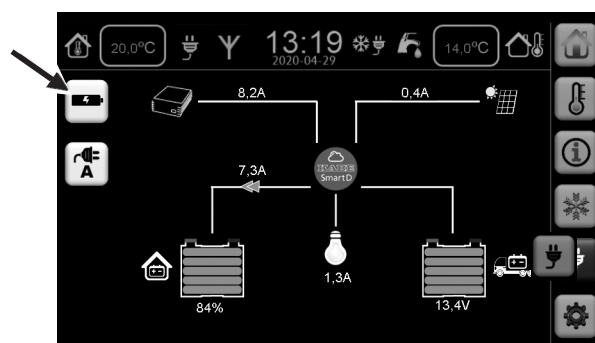 20,0°C
13:19
2020-04-29
14,0°C
8,2A
0,4A
7,3A
KABE
SmartD
A
1,3A
84%
13,4V